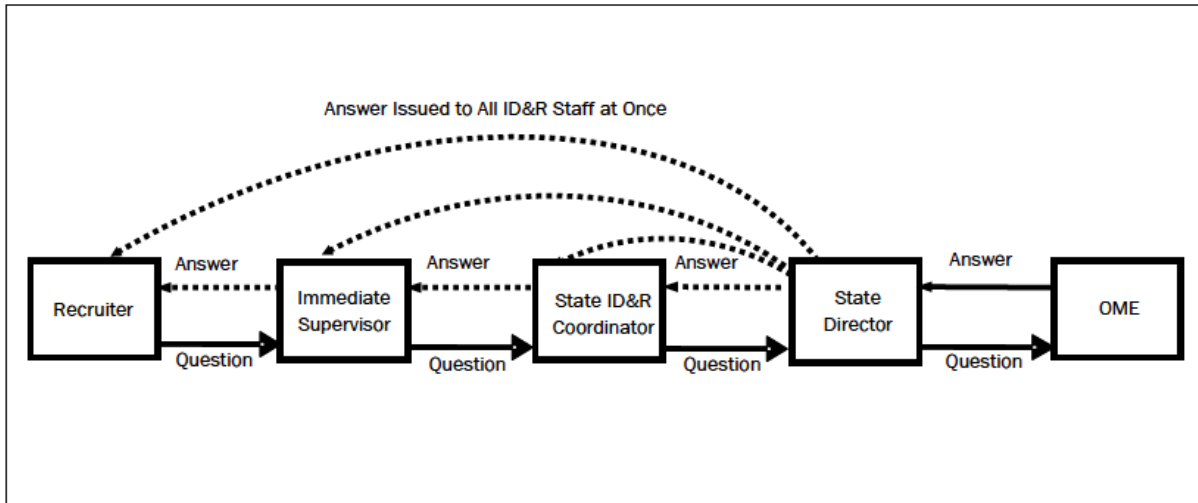 Answer Issued to All ID&R Staff at Once
Answer
Answer
Answer
Answer
Recruiter
Immediate
Supervisor
State ID&R
Coordinator
State
Director
OME
Question
Question
Question
Question